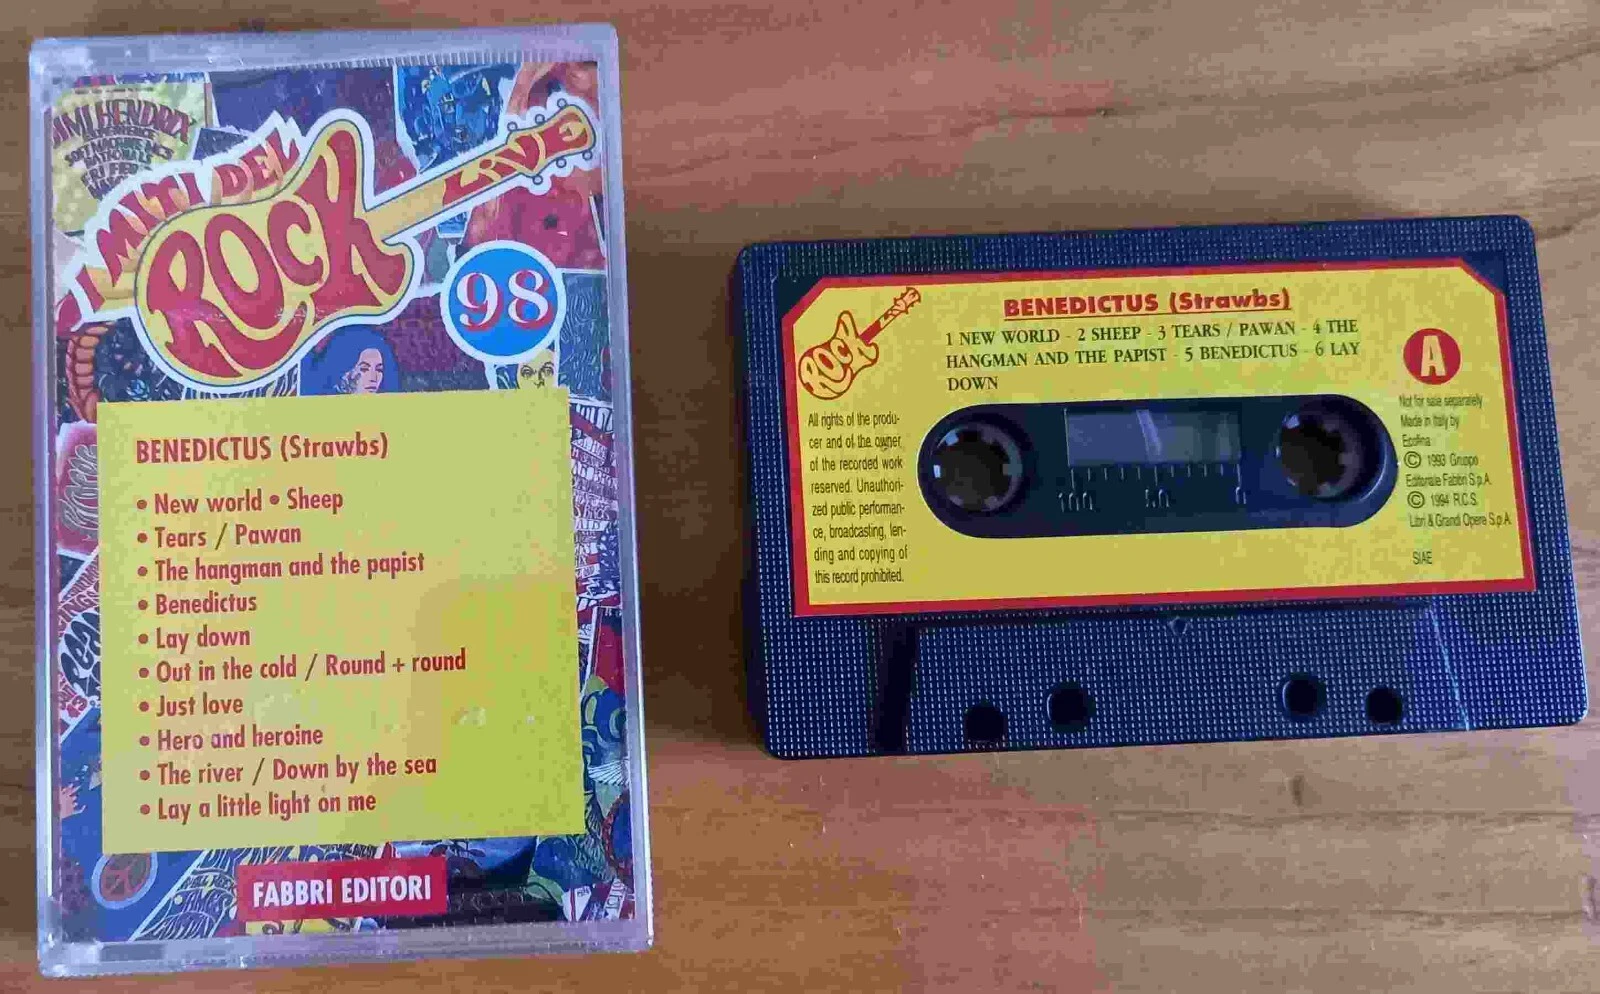 JIMI HENDRIX
EXPERIENCE
I MITI DEL
ROCK
LIVE
98
BENEDICTUS (Strawbs)
• New world • Sheep
• Tears / Pawan
• The hangman and the papist
• Benedictus
• Lay down
• Out in the cold / Round + round
• Just love
• Hero and heroine
• The river / Down by the sea
• Lay a little light on me
FABBRI EDITORI
ROCK
BENEDICTUS (Strawbs)
1 NEW WORLD - 2 SHEEP - 3 TEARS / PAWAN - 4 THE
HANGMAN AND THE PAPIST - 5 BENEDICTUS - 6 LAY
DOWN
A
All rights of the produ-
cer and of the owner
of the recorded work
reserved. Unauthori-
zed public performan-
ce, broadcasting, len-
ding and copying of
this record prohibited.
100 50 0
Not for sale separately
Made in Italy by
Ecofina
© 1993 Gruppo
Editoriale Fabbri S.p.A.
© 1994 R.C.S.
Libri & Grandi Opere S.p.A.
SIAE